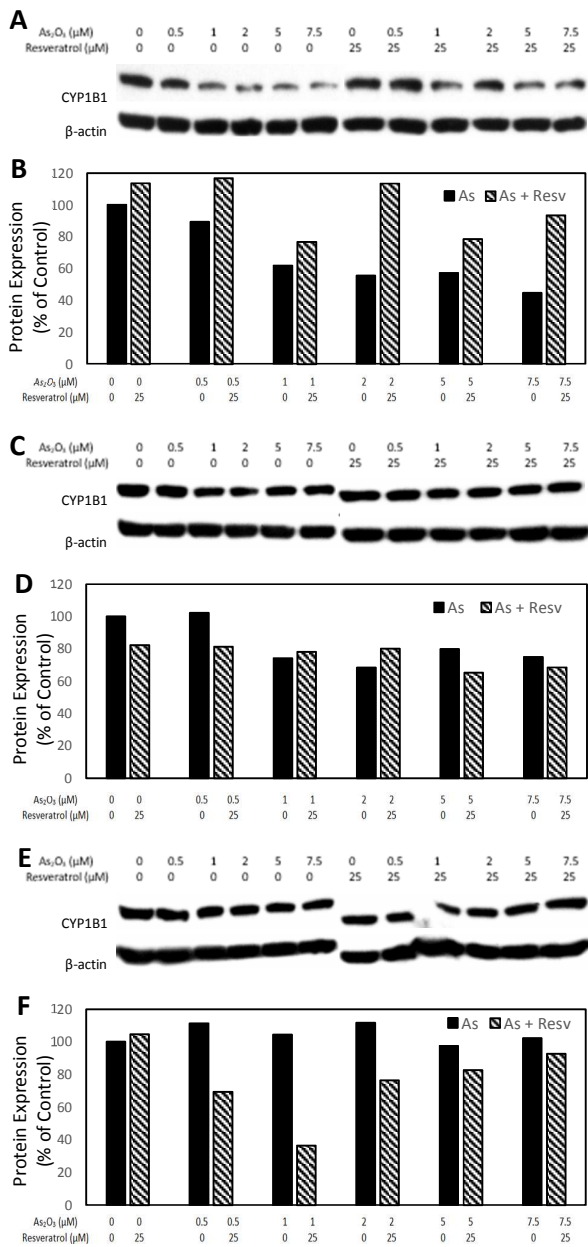 A
As₂O₃ (µM) 0 0.5 1 2 5 7.5 0 0.5 1 2 5 7.5
Resveratrol (µM) 0 0 0 0 0 0 25 25 25 25 25 25
CYP1B1
β-actin
B
Protein Expression
(% of Control)
120
100
80
60
40
20
0
As As + Resv
As₂O₃ (µM) 0 0 0.5 0.5 1 1 2 2 5 5 7.5 7.5
Resveratrol (µM) 0 25 0 25 0 25 0 25 0 25 0 25
C
As₂O₃ (µM) 0 0.5 1 2 5 7.5 0 0.5 1 2 5 7.5
Resveratrol (µM) 0 0 0 0 0 0 25 25 25 25 25 25
CYP1B1
β-actin
D
Protein Expression
(% of Control)
120
100
80
60
40
20
0
As As + Resv
As₂O₃ (µM) 0 0 0.5 0.5 1 1 2 2 5 5 7.5 7.5
Resveratrol (µM) 0 25 0 25 0 25 0 25 0 25 0 25
E
As₂O₃ (µM) 0 0.5 1 2 5 7.5 0 0.5 1 2 5 7.5
Resveratrol (µM) 0 0 0 0 0 0 25 25 25 25 25 25
CYP1B1
β-actin
F
Protein Expression
(% of Control)
120
100
80
60
40
20
0
As As + Resv
As₂O₃ (µM) 0 0 0.5 0.5 1 1 2 2 5 5 7.5 7.5
Resveratrol (µM) 0 25 0 25 0 25 0 25 0 25 0 25